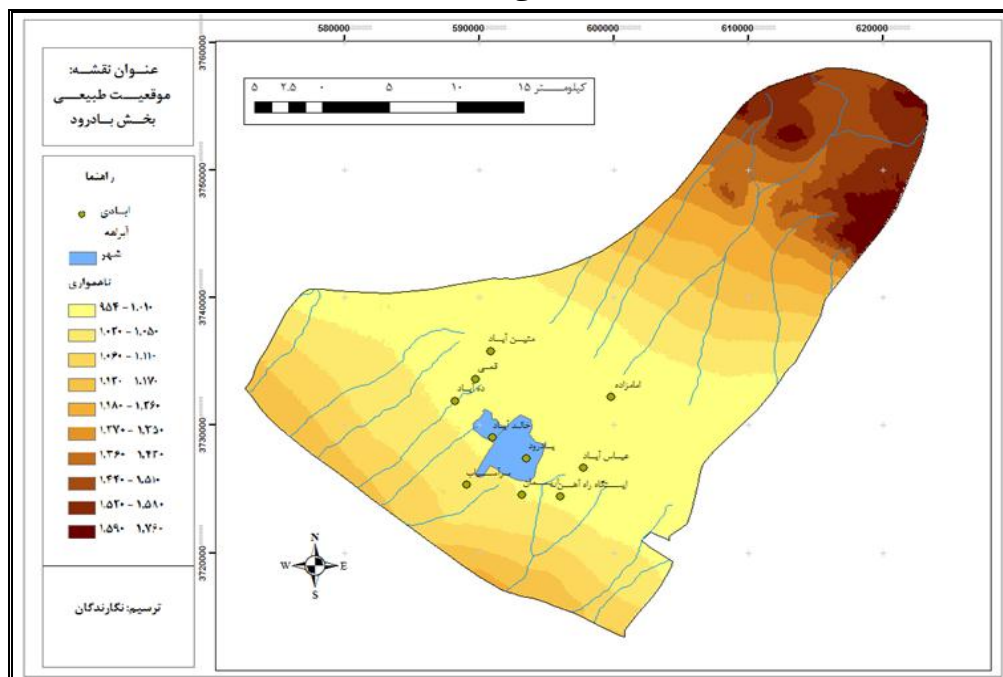 عنوان نقشه:
موقعیت طبیعی
بخش بادرود
راهنما
آبادی
آبراهه
شهر
ناهمواری
۹۵۴ - ۱,۰۱۰
۱,۰۲۰ - ۱,۰۵۰
۱,۰۶۰ - ۱,۱۱۰
۱,۱۲۰ - ۱,۱۷۰
۱,۱۸۰ - ۱,۲۶۰
۱,۲۷۰ - ۱,۳۵۰
۱,۳۶۰ - ۱,۴۳۰
۱,۴۴۰ - ۱,۵۱۰
۱,۵۲۰ - ۱,۵۸۰
۱,۵۹۰ - ۱,۷۶۰
ترسیم: نگارندگان
580000 590000 600000 610000 620000
3760000
3750000
3740000
3730000
3720000
۵ ۲.۵ ۰ ۵ ۱۰ ۱۵ کیلومتر
متین آباد
قمی
ده آباد
امامزاده
خالد آباد
بادرود
عباس آباد
سرآسیاب
ایستگاه راه آهن
N
W E
S